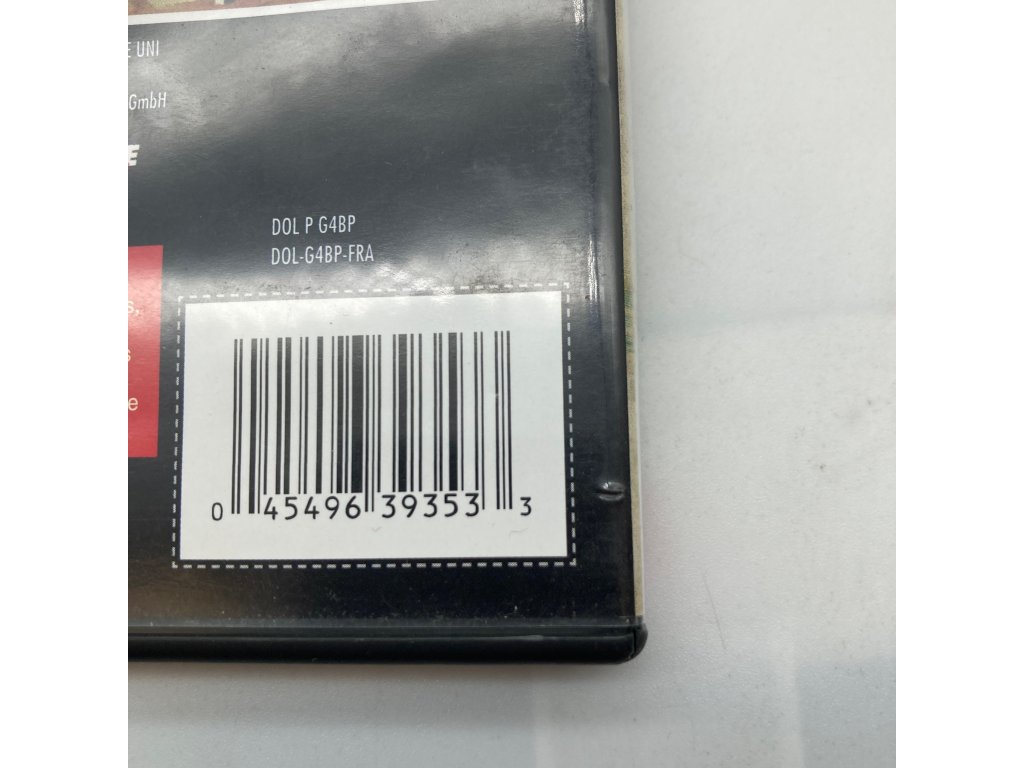 E UNI
GmbH
E
DOL P G4BP
DOL-G4BP-FRA
s,
s
e
0 45496 39353 3